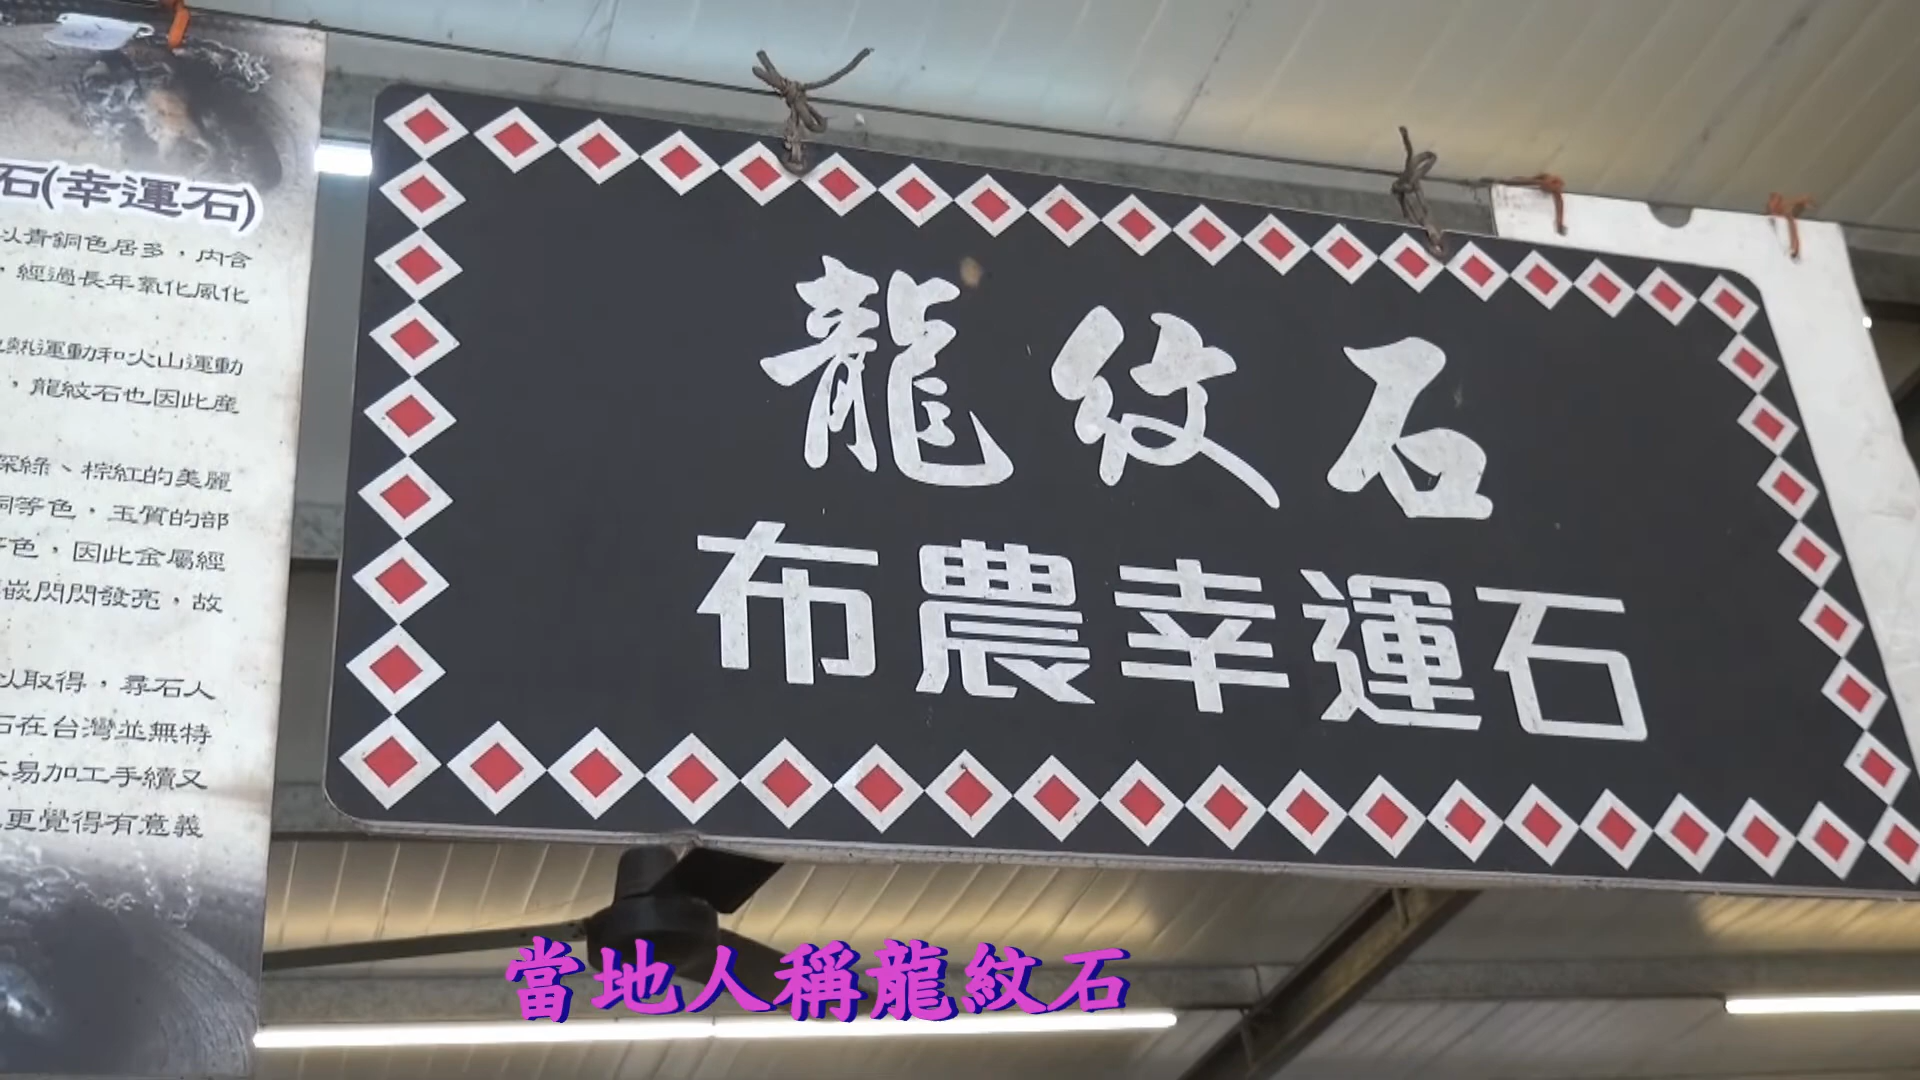 石(幸運石)
以青銅色居多，內含
，經過長年氧化風化
熱運動和火山運動
，龍紋石也因此產
深綠、棕紅的美麗
等色，玉質的部
色，因此金屬經
嵌閃閃發亮，故
以取得，尋石人
石在台灣並無特
易加工手續又
更覺得有意義
龍紋石
布農幸運石
當地人稱龍紋石